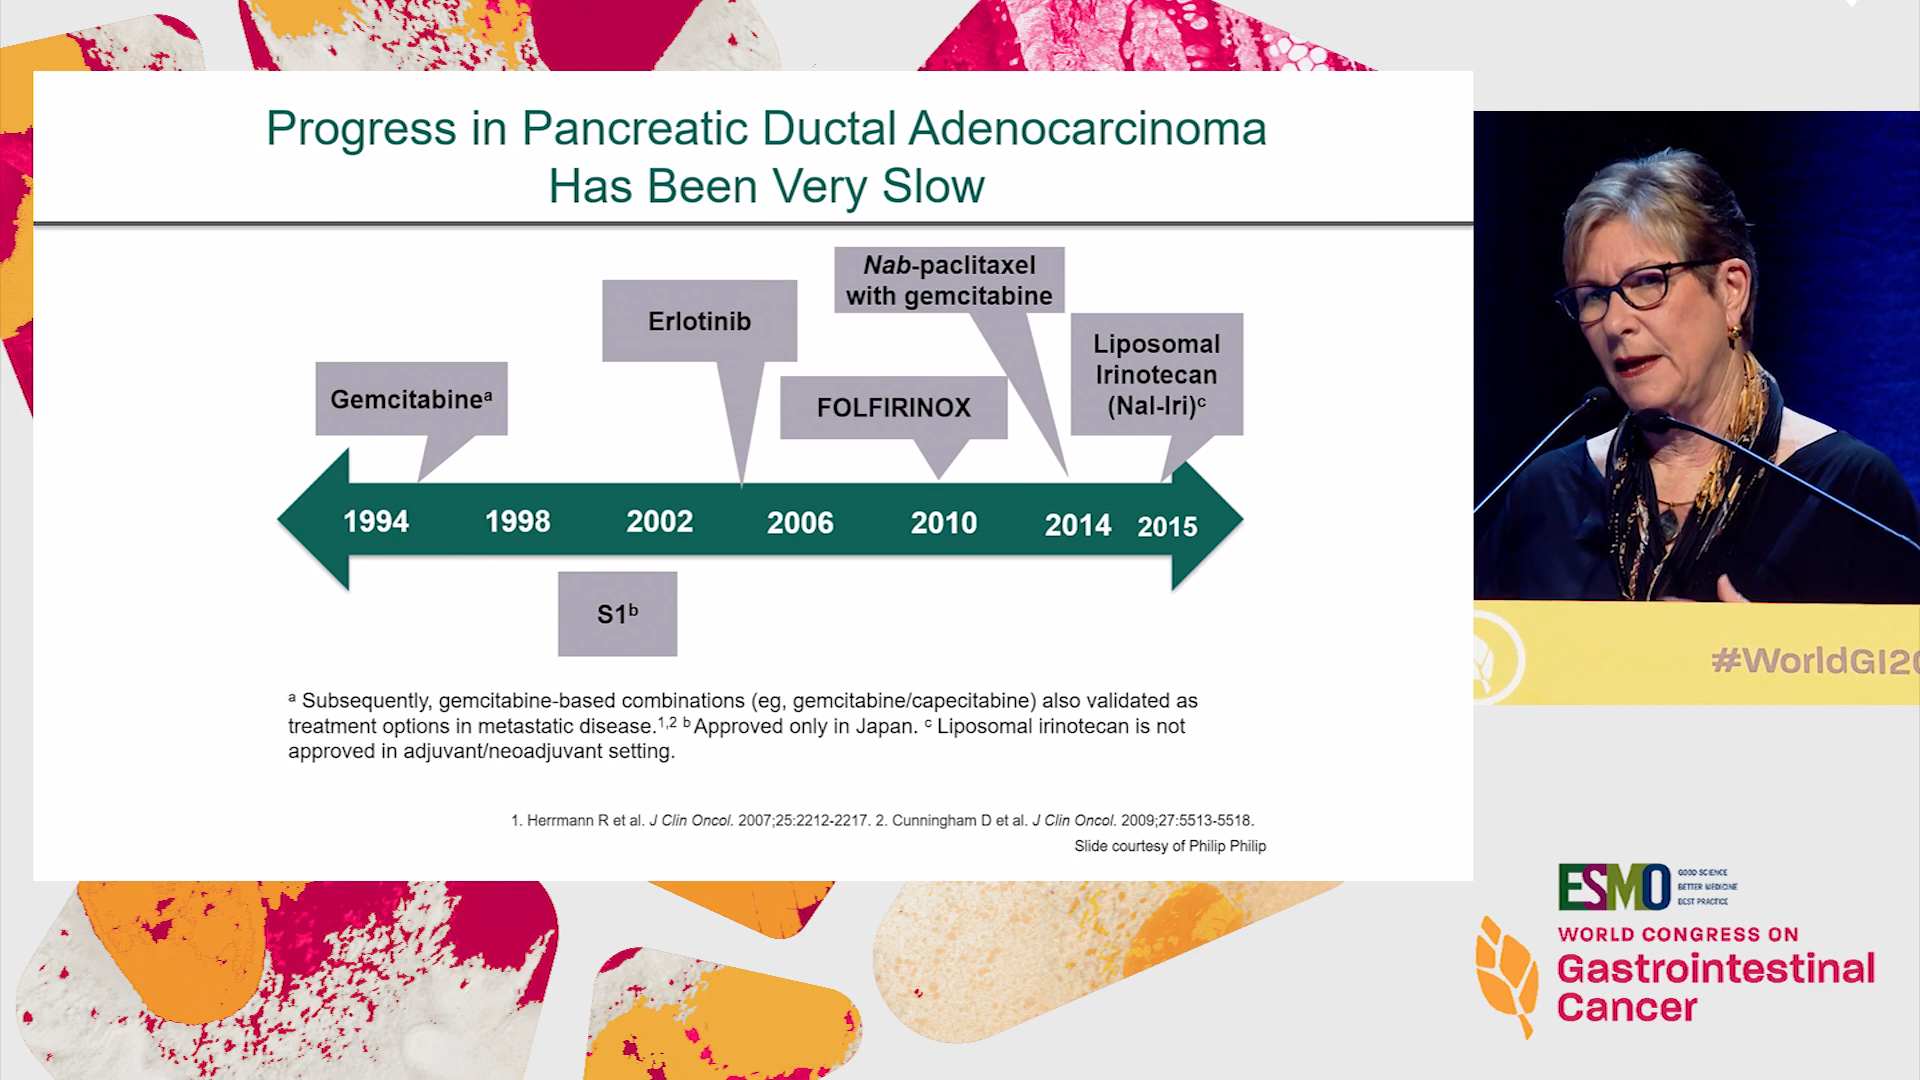 Progress in Pancreatic Ductal Adenocarcinoma
Has Been Very Slow
Gemcitabineᵃ
Erlotinib
Nab-paclitaxel
with gemcitabine
FOLFIRINOX
Liposomal
Irinotecan
(Nal-Iri)ᶜ
1994 1998 2002 2006 2010 2014 2015
S1ᵇ
ᵃ Subsequently, gemcitabine-based combinations (eg, gemcitabine/capecitabine) also validated as
treatment options in metastatic disease.¹,² ᵇ Approved only in Japan. ᶜ Liposomal irinotecan is not
approved in adjuvant/neoadjuvant setting.
1. Herrmann R et al. J Clin Oncol. 2007;25:2212-2217. 2. Cunningham D et al. J Clin Oncol. 2009;27:5513-5518.
Slide courtesy of Philip Philip
#WorldGI20
ESMO
GOOD SCIENCE
BETTER MEDICINE
BEST PRACTICE
WORLD CONGRESS ON
Gastrointestinal
Cancer